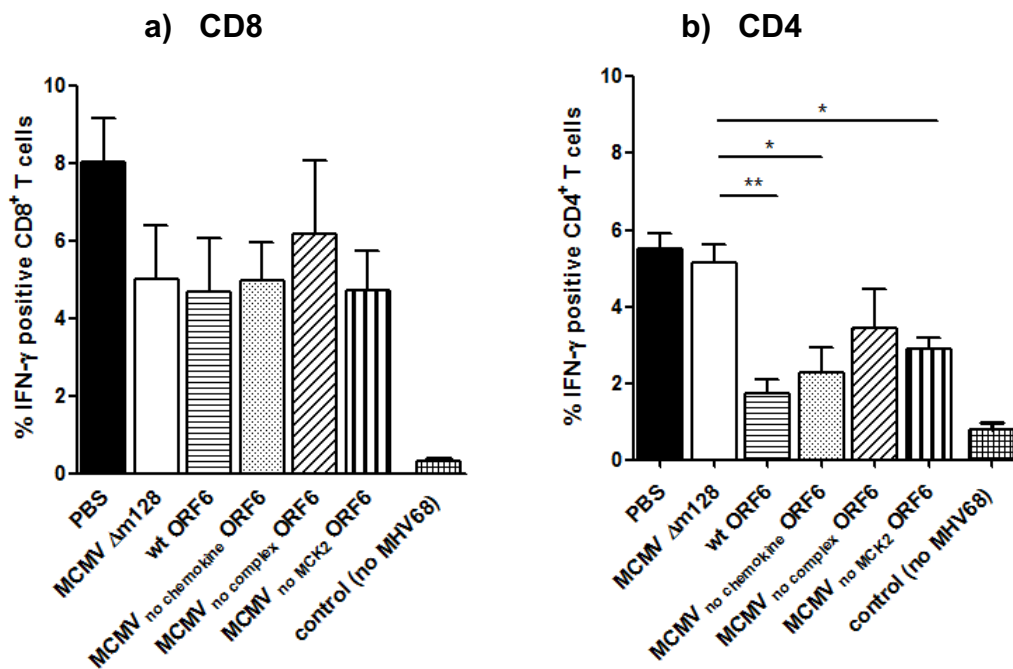 a) CD8
% IFN-γ positive CD8+ T cells
10
8
6
4
2
0
PBS
MCMV Δm128
wt ORF6
MCMV no chemokine ORF6
MCMV no complex ORF6
MCMV no MCK2 ORF6
control (no MHV68)
b) CD4
% IFN-γ positive CD4+ T cells
10
8
6
4
2
0
*
*
**
PBS
MCMV Δm128
wt ORF6
MCMV no chemokine ORF6
MCMV no complex ORF6
MCMV no MCK2 ORF6
control (no MHV68)